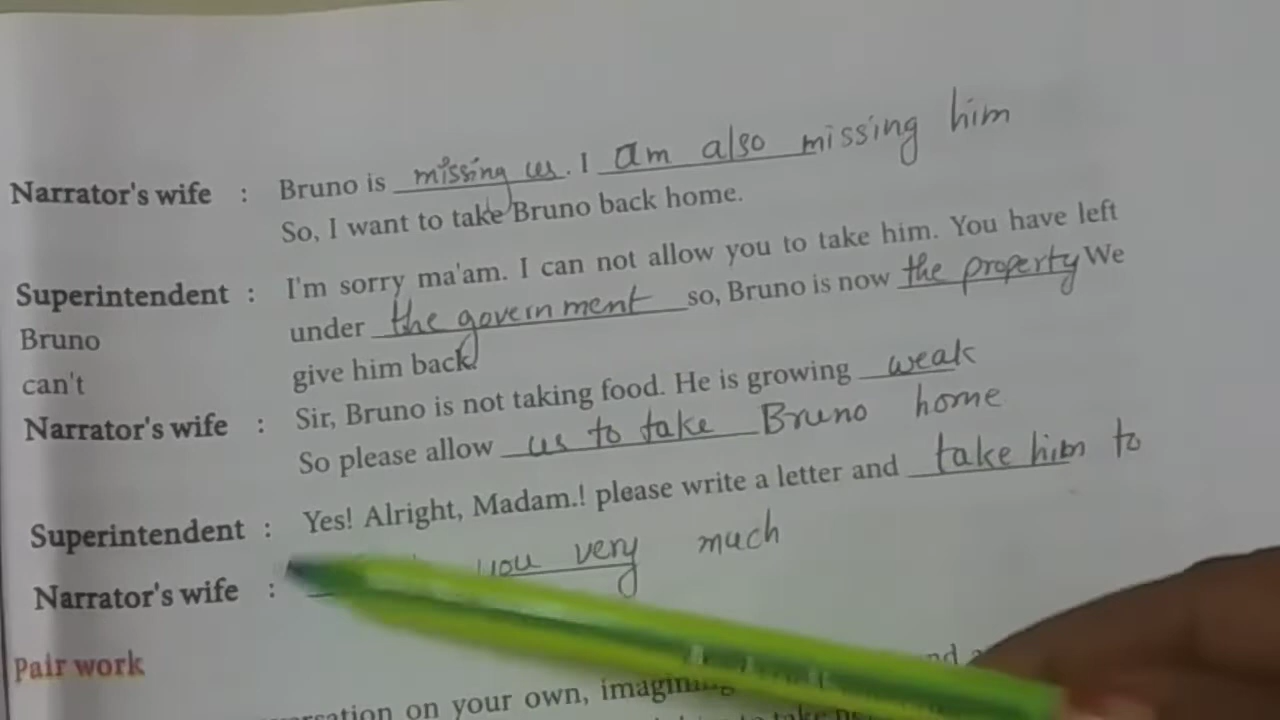 Narrator's wife : Bruno is missing us. I am also missing him
So, I want to take Bruno back home.
Superintendent : I'm sorry ma'am. I can not allow you to take him. You have left
Bruno under the government so, Bruno is now the property We
can't give him back.
Narrator's wife : Sir, Bruno is not taking food. He is growing weak
So please allow us to take Bruno home
Superintendent : Yes! Alright, Madam.! please write a letter and take him to
Narrator's wife : you very much
Pair work
on your own, imagining